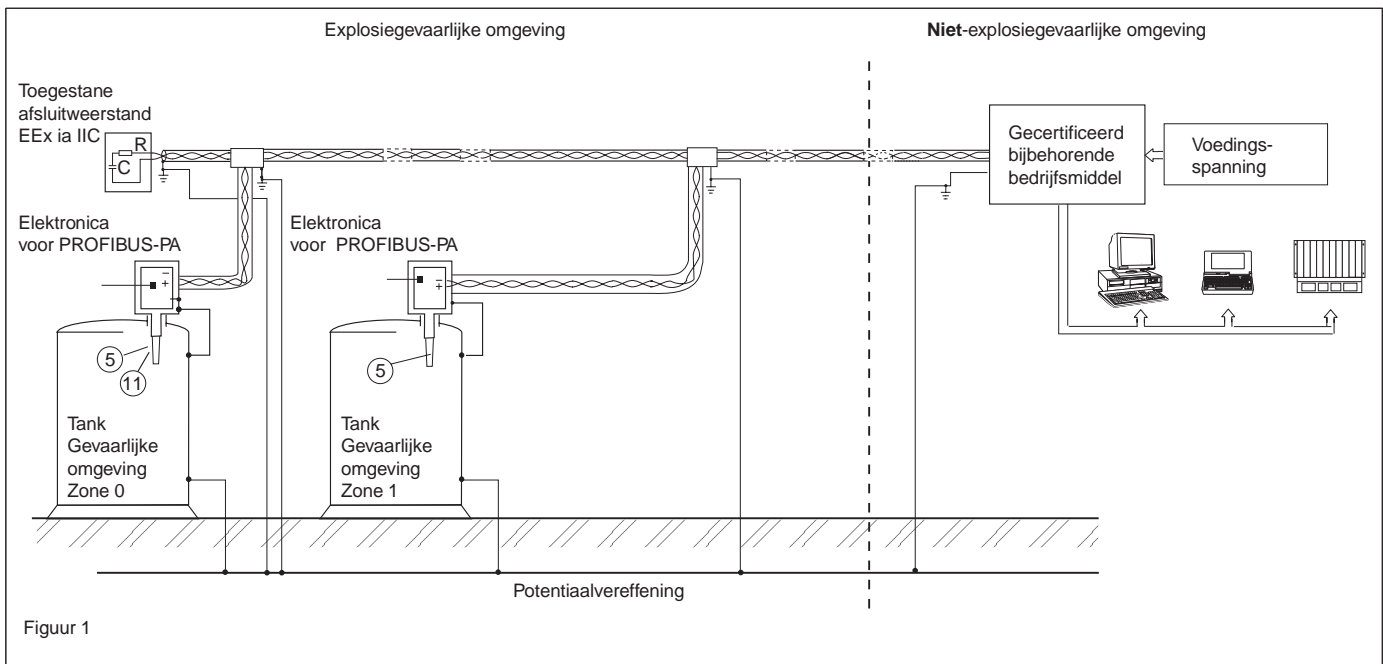 Explosiegevaarlijke omgeving
Niet-explosiegevaarlijke omgeving
Toegestane
afsluitweerstand
EEx ia IIC
R
C
Gecertificeerd
bijbehorende
bedrijfsmiddel
Voedings-
spanning
Elektronica
voor PROFIBUS-PA
Elektronica
voor PROFIBUS-PA
–
+
–
+
5
11
5
Tank
Gevaarlijke
omgeving
Zone 0
Tank
Gevaarlijke
omgeving
Zone 1
Potentiaalvereffening
Figuur 1